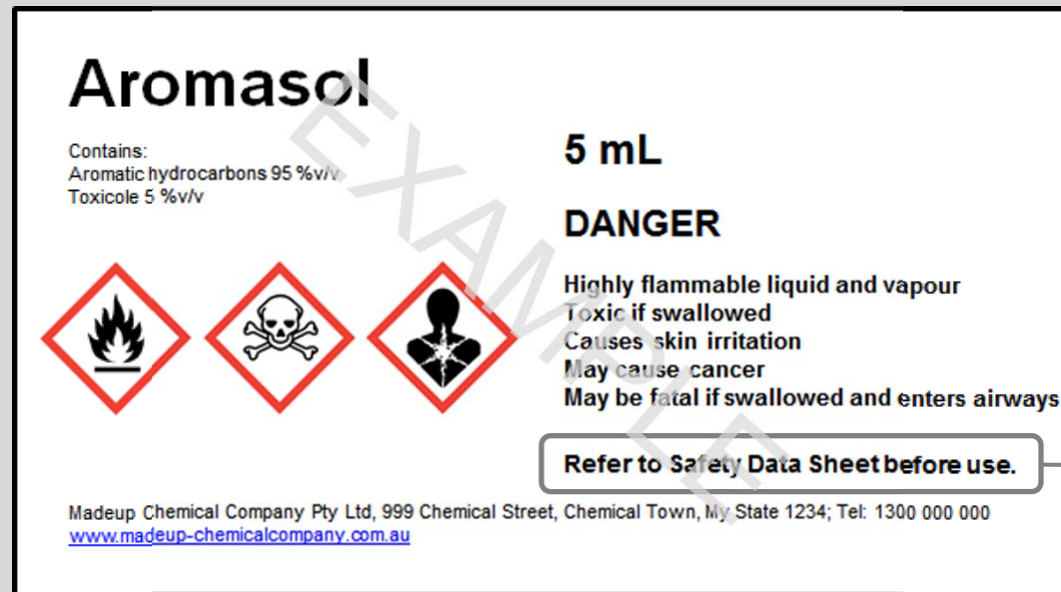 Aromasol
Contains:
Aromatic hydrocarbons 95 %v/v
Toxicole 5 %v/v
5 mL
DANGER
Highly flammable liquid and vapour
Toxic if swallowed
Causes skin irritation
May cause cancer
May be fatal if swallowed and enters airways
Refer to Safety Data Sheet before use.
Madeup Chemical Company Pty Ltd, 999 Chemical Street, Chemical Town, My State 1234; Tel: 1300 000 000
www.madeup-chemicalcompany.com.au
EXAMPLE